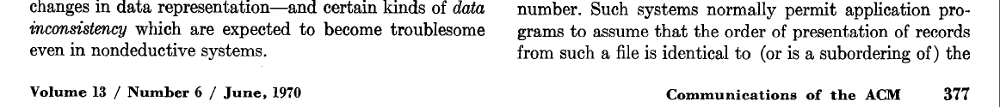 changes in data representation—and certain kinds of data
inconsistency which are expected to become troublesome
even in nondeductive systems.
number. Such systems normally permit application pro-
grams to assume that the order of presentation of records
from such a file is identical to (or is a subordering of) the
Volume 13 / Number 6 / June, 1970
Communications of the ACM 377